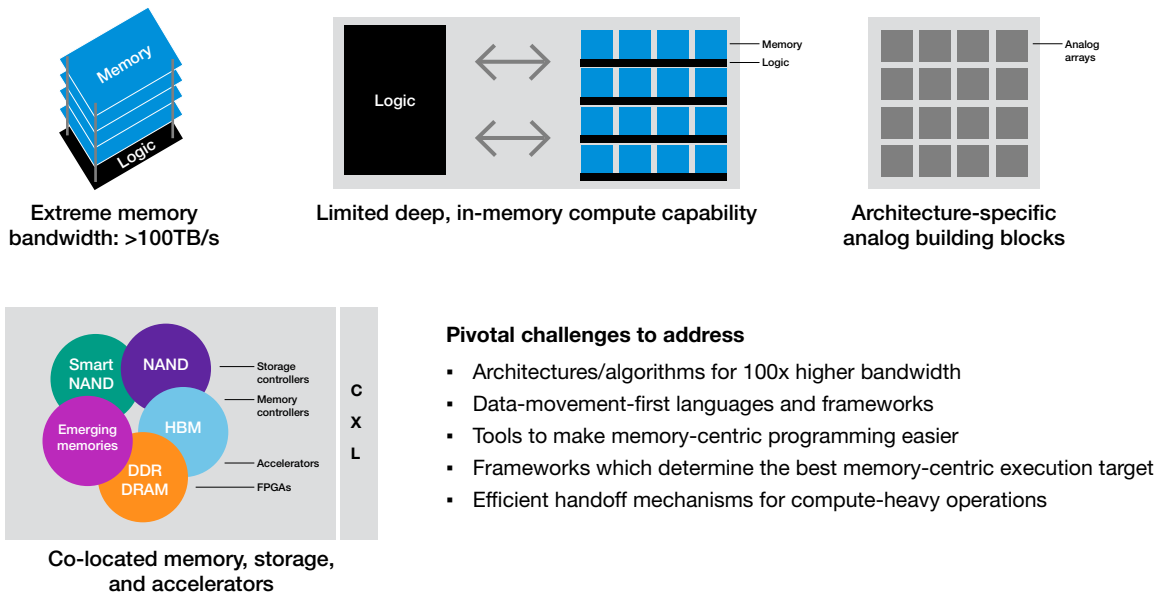 Memory
Logic
Extreme memory
bandwidth: >100TB/s
Logic
Memory
Logic
Limited deep, in-memory compute capability
Analog
arrays
Architecture-specific
analog building blocks
Smart
NAND
NAND
Emerging
memories
HBM
DDR
DRAM
Storage
controllers
Memory
controllers
Accelerators
FPGAs
C
X
L
Co-located memory, storage,
and accelerators
Pivotal challenges to address
▪ Architectures/algorithms for 100x higher bandwidth
▪ Data-movement-first languages and frameworks
▪ Tools to make memory-centric programming easier
▪ Frameworks which determine the best memory-centric execution target
▪ Efficient handoff mechanisms for compute-heavy operations